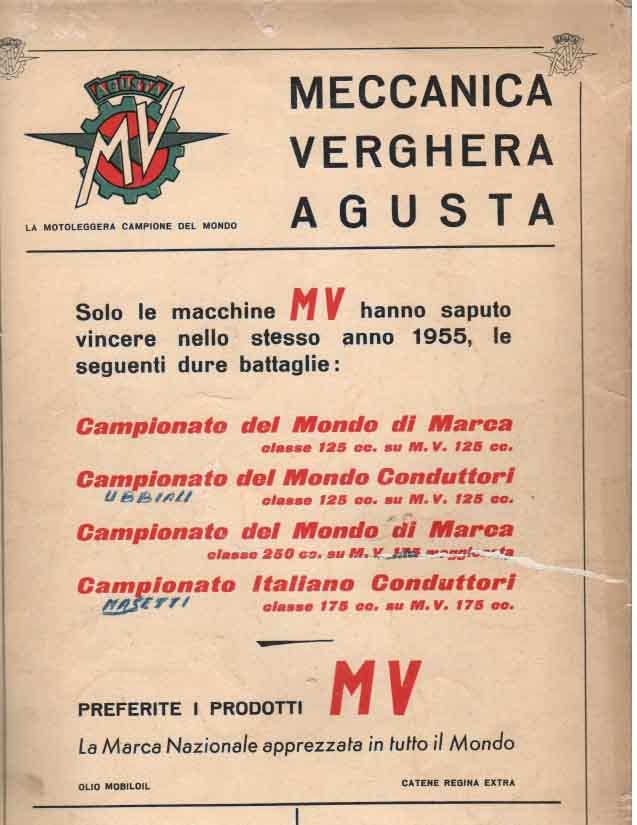 AGUSTA
MV
MECCANICA
VERGHERA
AGUSTA
LA MOTOLEGGERA CAMPIONE DEL MONDO
Solo le macchine MV hanno saputo
vincere nello stesso anno 1955, le
seguenti dure battaglie:
Campionato del Mondo di Marca
classe 125 cc. su M.V. 125 cc.
Campionato del Mondo Conduttori
UBBIALI
classe 125 cc. su M.V. 125 cc.
Campionato del Mondo di Marca
classe 250 cc. su M.V. 175 maggiorata
Campionato Italiano Conduttori
MASETTI
classe 175 cc. su M.V. 175 cc.
PREFERITE I PRODOTTI MV
La Marca Nazionale apprezzata in tutto il Mondo
OLIO MOBILOIL
CATENE REGINA EXTRA